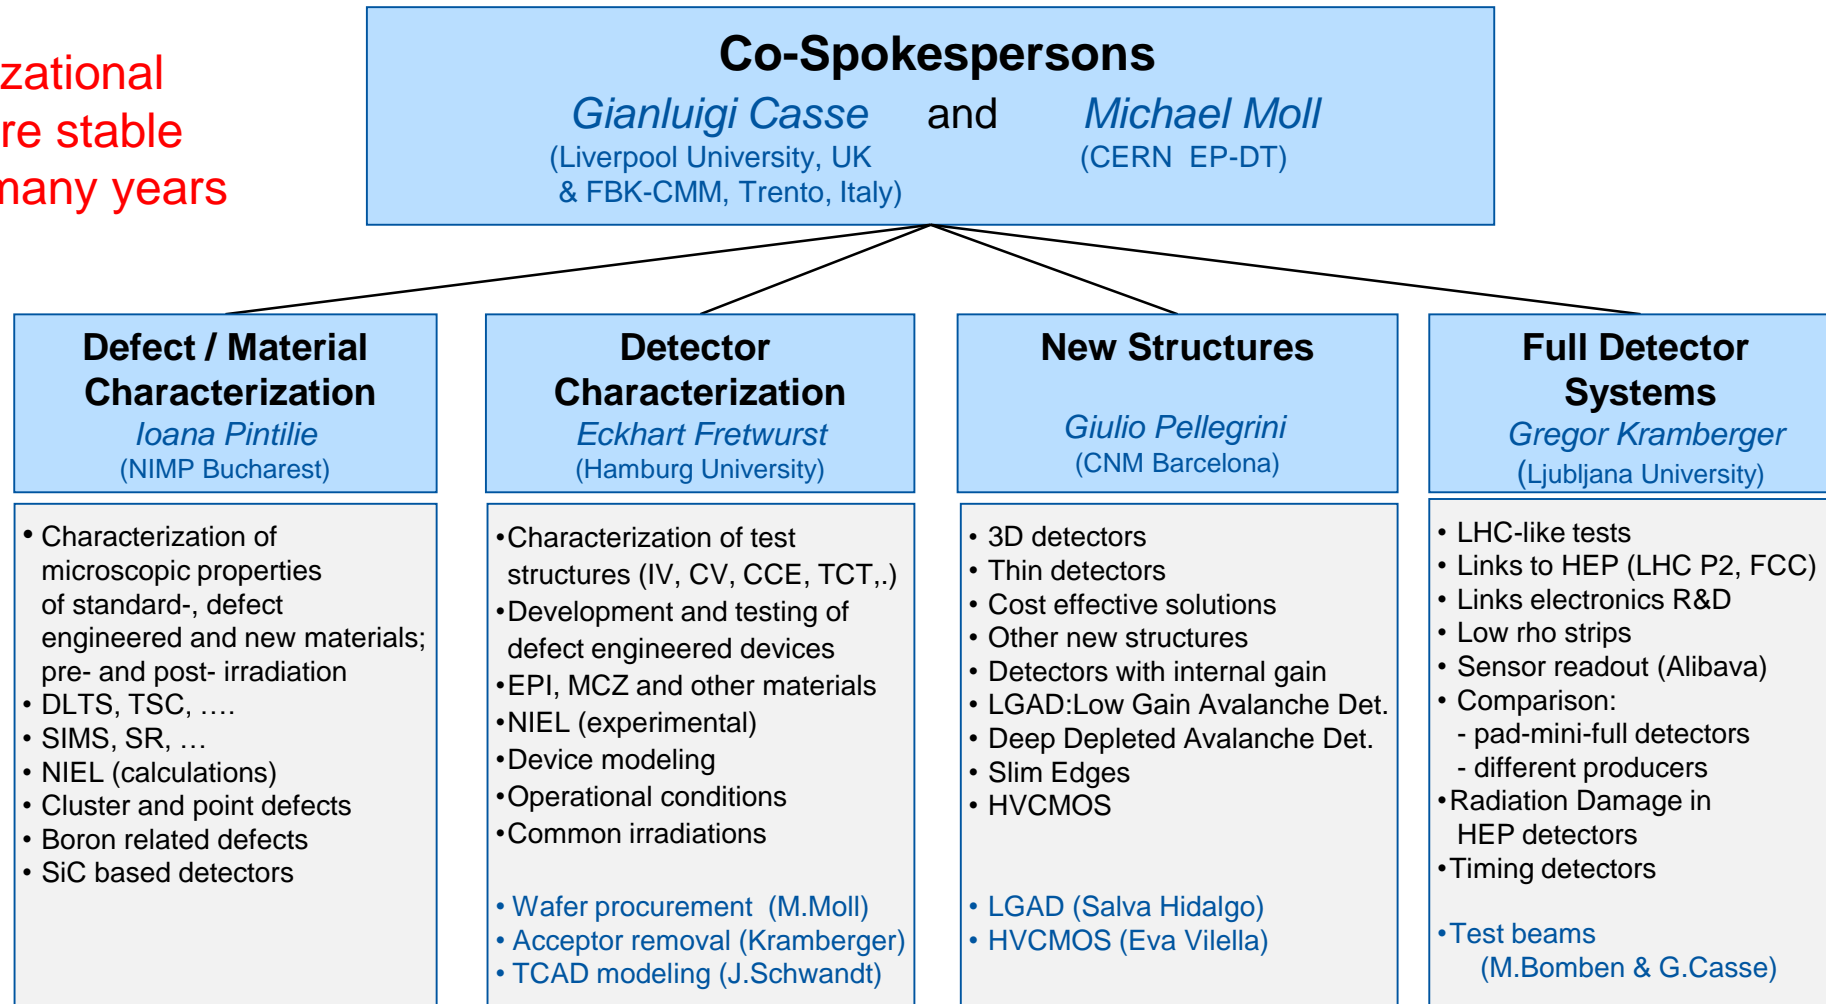 zational
re stable
many years
Co-Spokespersons
Gianluigi Casse and Michael Moll
(Liverpool University, UK (CERN EP-DT)
& FBK-CMM, Trento, Italy)
Defect / Material
Characterization
Ioana Pintilie
(NIMP Bucharest)
• Characterization of
microscopic properties
of standard-, defect
engineered and new materials;
pre- and post- irradiation
• DLTS, TSC, ….
• SIMS, SR, …
• NIEL (calculations)
• Cluster and point defects
• Boron related defects
• SiC based detectors
Detector
Characterization
Eckhart Fretwurst
(Hamburg University)
•Characterization of test
structures (IV, CV, CCE, TCT,.)
•Development and testing of
defect engineered devices
•EPI, MCZ and other materials
•NIEL (experimental)
•Device modeling
•Operational conditions
•Common irradiations
• Wafer procurement (M.Moll)
• Acceptor removal (Kramberger)
• TCAD modeling (J.Schwandt)
New Structures
Giulio Pellegrini
(CNM Barcelona)
• 3D detectors
• Thin detectors
• Cost effective solutions
• Other new structures
• Detectors with internal gain
• LGAD:Low Gain Avalanche Det.
• Deep Depleted Avalanche Det.
• Slim Edges
• HVCMOS
• LGAD (Salva Hidalgo)
• HVCMOS (Eva Vilella)
Full Detector
Systems
Gregor Kramberger
(Ljubljana University)
• LHC-like tests
• Links to HEP (LHC P2, FCC)
• Links electronics R&D
• Low rho strips
• Sensor readout (Alibava)
• Comparison:
- pad-mini-full detectors
- different producers
•Radiation Damage in
HEP detectors
•Timing detectors
•Test beams
(M.Bomben & G.Casse)